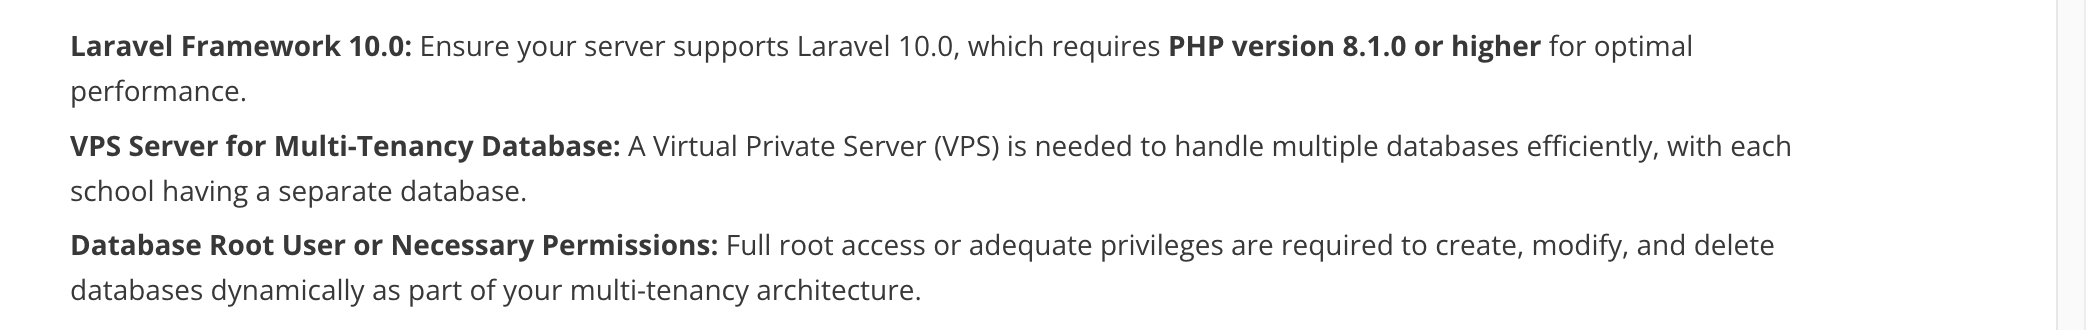 Laravel Framework 10.0: Ensure your server supports Laravel 10.0, which requires PHP version 8.1.0 or higher for optimal
performance.
VPS Server for Multi-Tenancy Database: A Virtual Private Server (VPS) is needed to handle multiple databases efficiently, with each
school having a separate database.
Database Root User or Necessary Permissions: Full root access or adequate privileges are required to create, modify, and delete
databases dynamically as part of your multi-tenancy architecture.